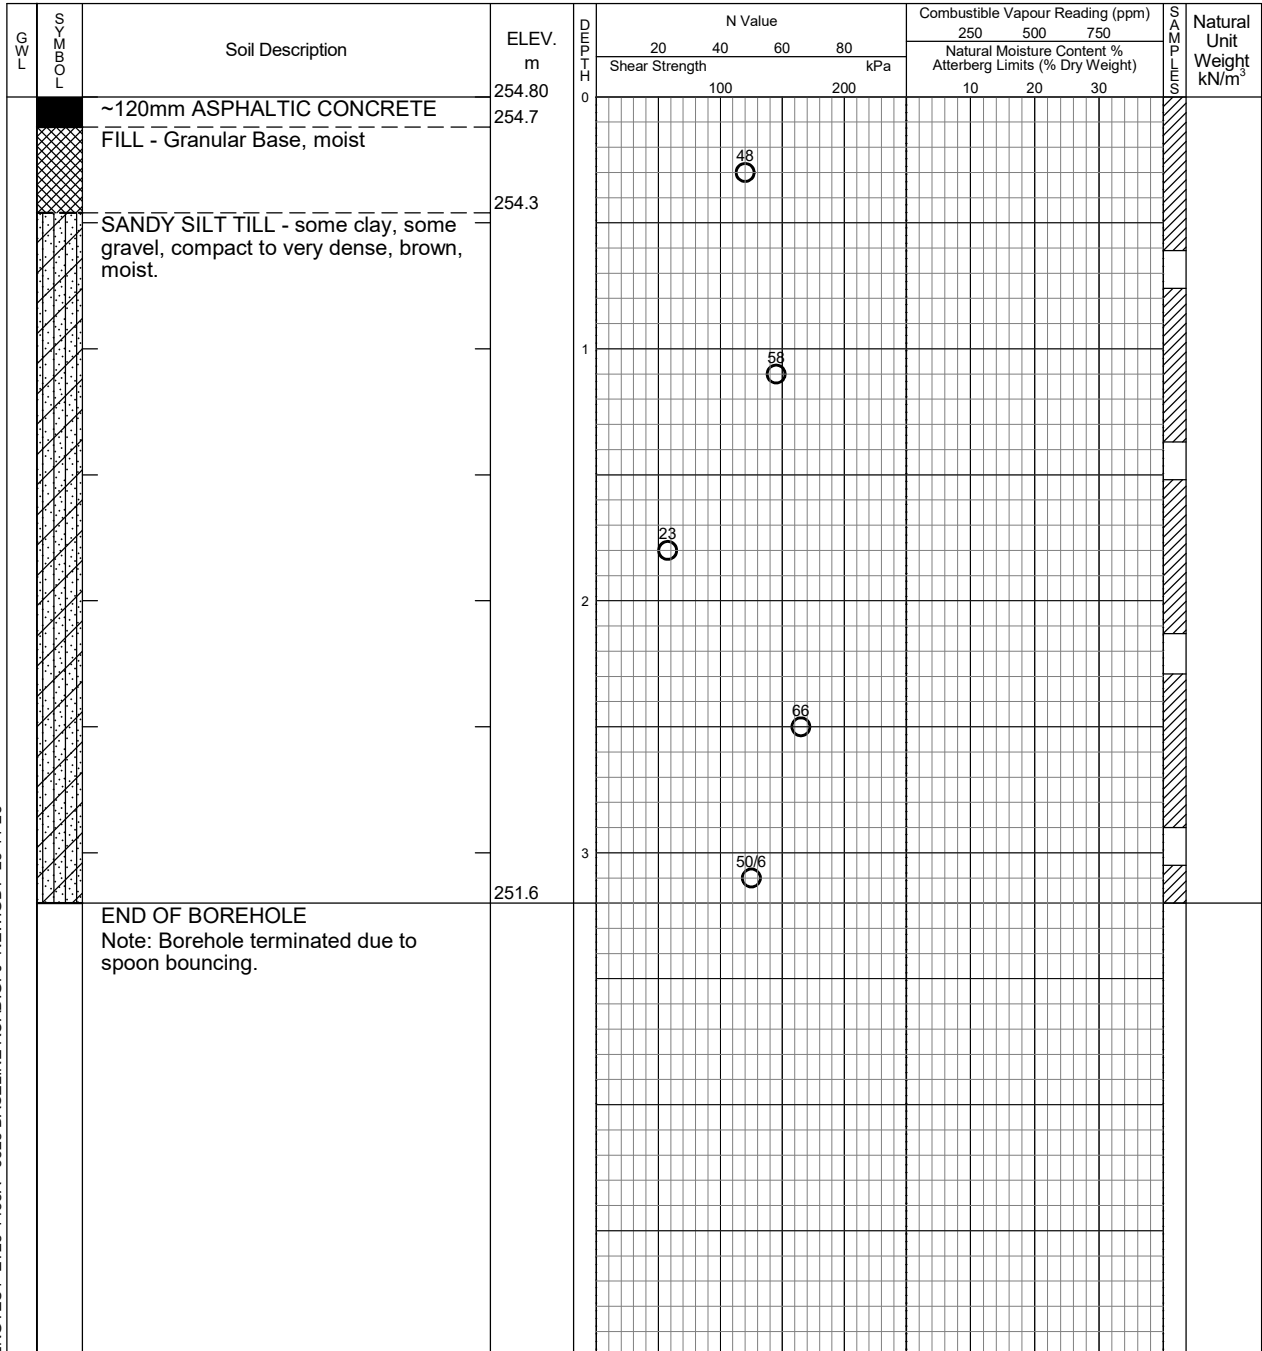 GWL
SYMBOL
Soil Description
ELEV.
m
254.80
DEPTH
N Value
20 40 60 80
Shear Strength kPa
100 200
Combustible Vapour Reading (ppm)
250 500 750
Natural Moisture Content %
Atterberg Limits (% Dry Weight)
10 20 30
SAMPLES
Natural
Unit
Weight
kN/m³
0
~120mm ASPHALTIC CONCRETE
254.7
FILL - Granular Base, moist
48
254.3
SANDY SILT TILL - some clay, some
gravel, compact to very dense, brown,
moist.
1
58
23
2
66
3
50/6
251.6
END OF BOREHOLE
Note: Borehole terminated due to
spoon bouncing.